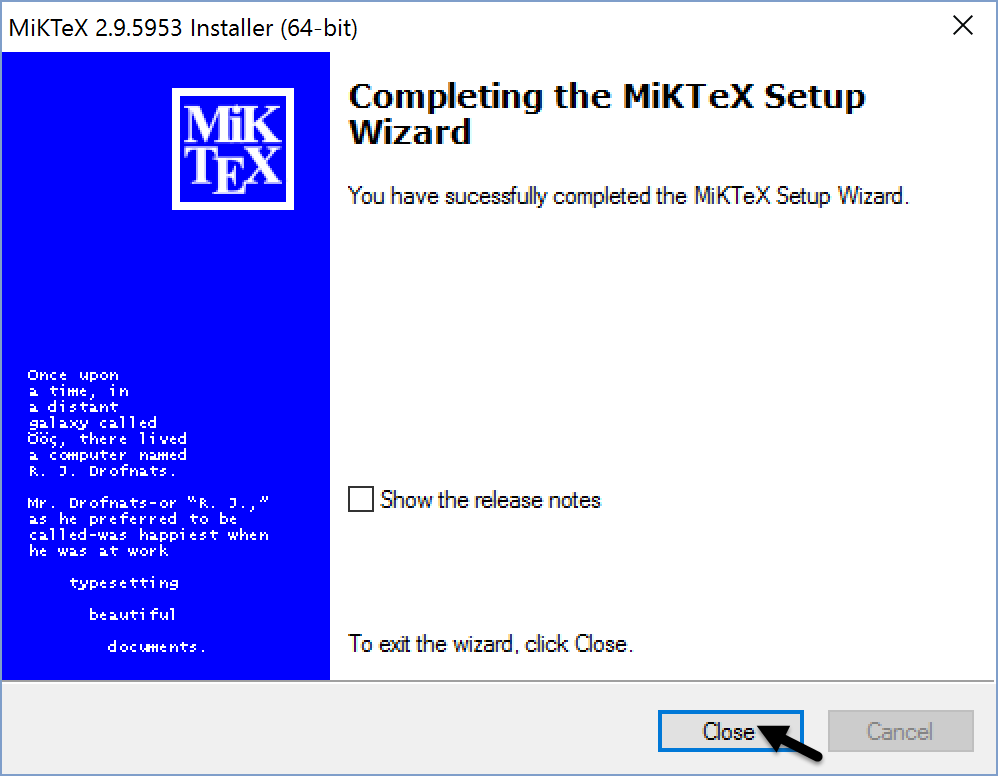 MiKTeX 2.9.5953 Installer (64-bit)
MiK
TEX
Completing the MiKTeX Setup
Wizard
You have sucessfully completed the MiKTeX Setup Wizard.
Once upon
a time, in
a distant
galaxy called
Ööç, there lived
a computer named
R. J. Drofnats.
Mr. Drofnats-or “R. J.,”
as he preferred to be
called-was happiest when
he was at work
typesetting
beautiful
documents.
Show the release notes
To exit the wizard, click Close.
Close
Cancel